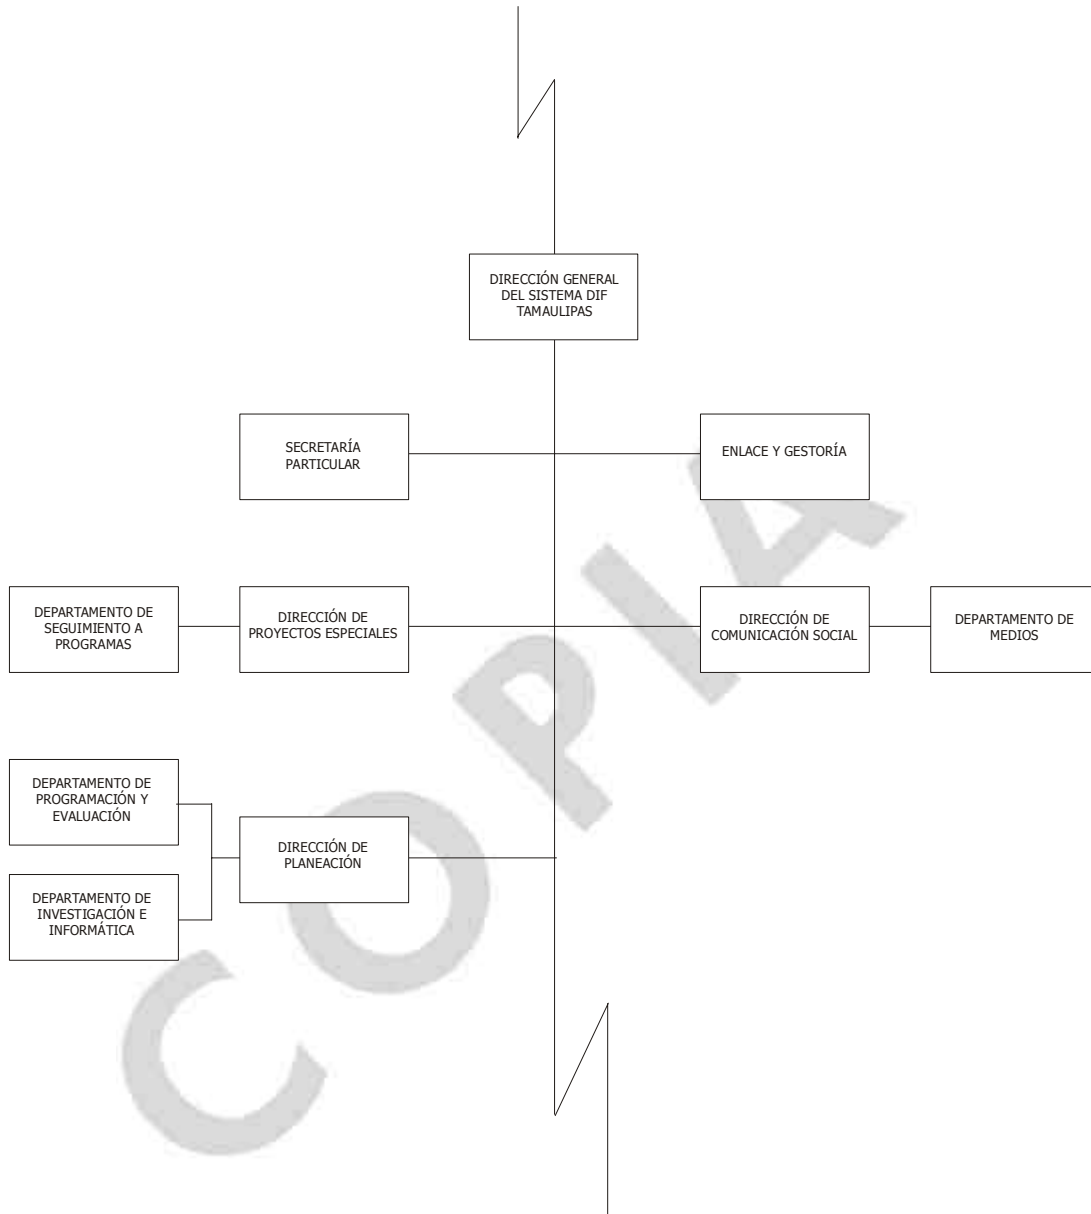 DIRECCIÓN GENERAL
DEL SISTEMA DIF
TAMAULIPAS
SECRETARÍA
PARTICULAR
ENLACE Y GESTORÍA
DEPARTAMENTO DE
SEGUIMIENTO A
PROGRAMAS
DIRECCIÓN DE
PROYECTOS ESPECIALES
DIRECCIÓN DE
COMUNICACIÓN SOCIAL
DEPARTAMENTO DE
MEDIOS
DEPARTAMENTO DE
PROGRAMACIÓN Y
EVALUACIÓN
DIRECCIÓN DE
PLANEACIÓN
DEPARTAMENTO DE
INVESTIGACIÓN E
INFORMÁTICA
COPIA